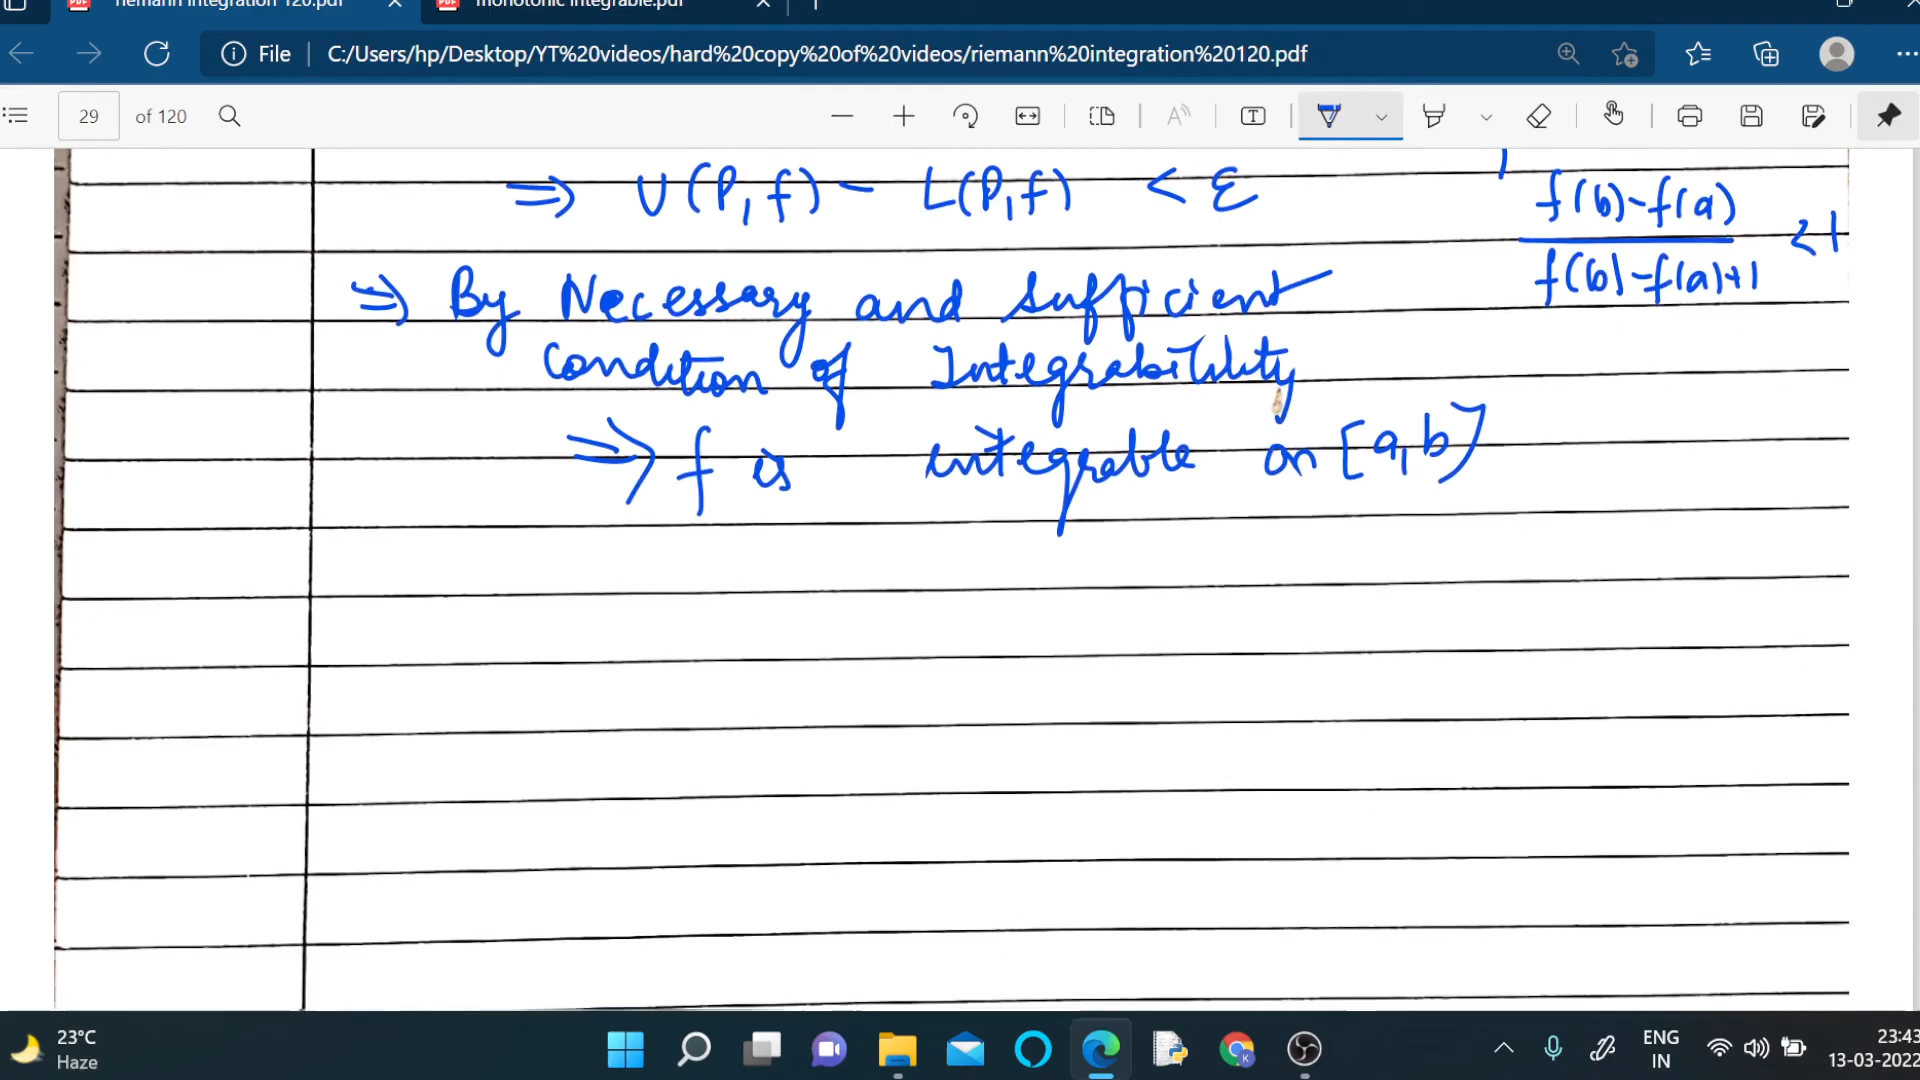 riemann integration 120.pdf
monotonic integrable.pdf
File
C:/Users/hp/Desktop/YT%20videos/hard%20copy%20of%20videos/riemann%20integration%20120.pdf
29 of 120
⇒ U(P,f) - L(P,f) < ε
f(b)-f(a)
f(b)-f(a)+1
<1
⇒ By Necessary and Sufficient
Condition of Integrability
⇒ f is integrable on [a,b]
23°C
Haze
ENG
IN
23:43
13-03-2022